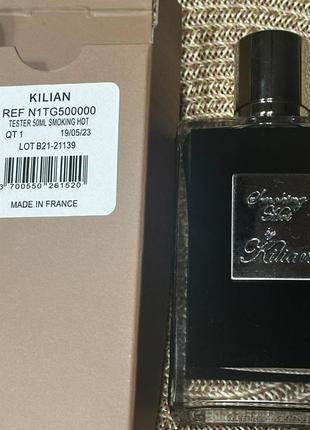 KILIAN
REF N1TG500000
TESTER 50ML SMOKING HOT
QT 1 19/05/23
LOT B21-21139
3 700550 261520
MADE IN FRANCE
Smoking
Hot
by
Kilian